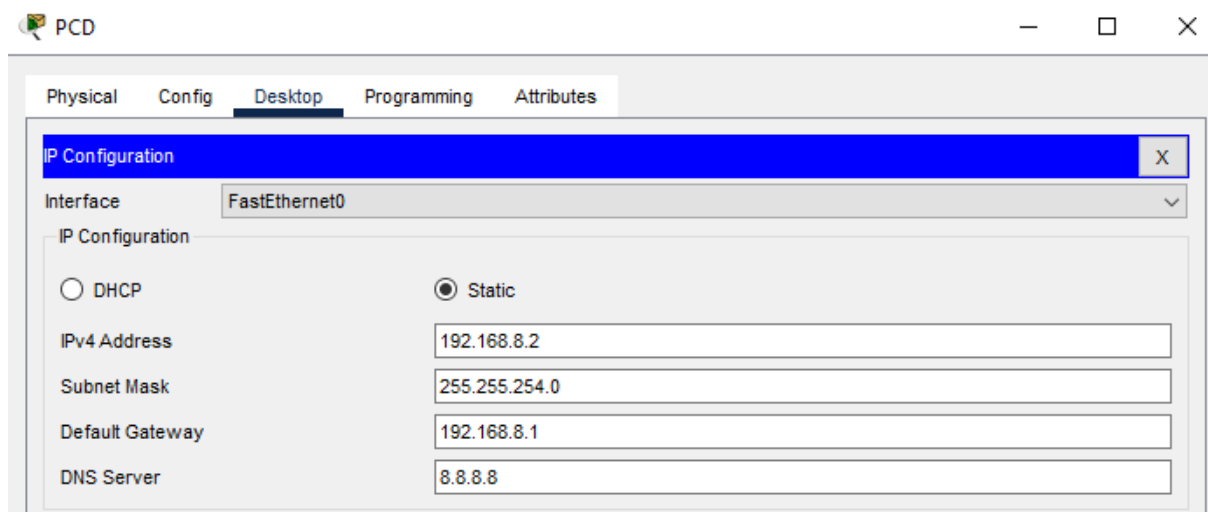 PCD
Physical Config Desktop Programming Attributes
IP Configuration X
Interface FastEthernet0
IP Configuration
DHCP Static
IPv4 Address 192.168.8.2
Subnet Mask 255.255.254.0
Default Gateway 192.168.8.1
DNS Server 8.8.8.8